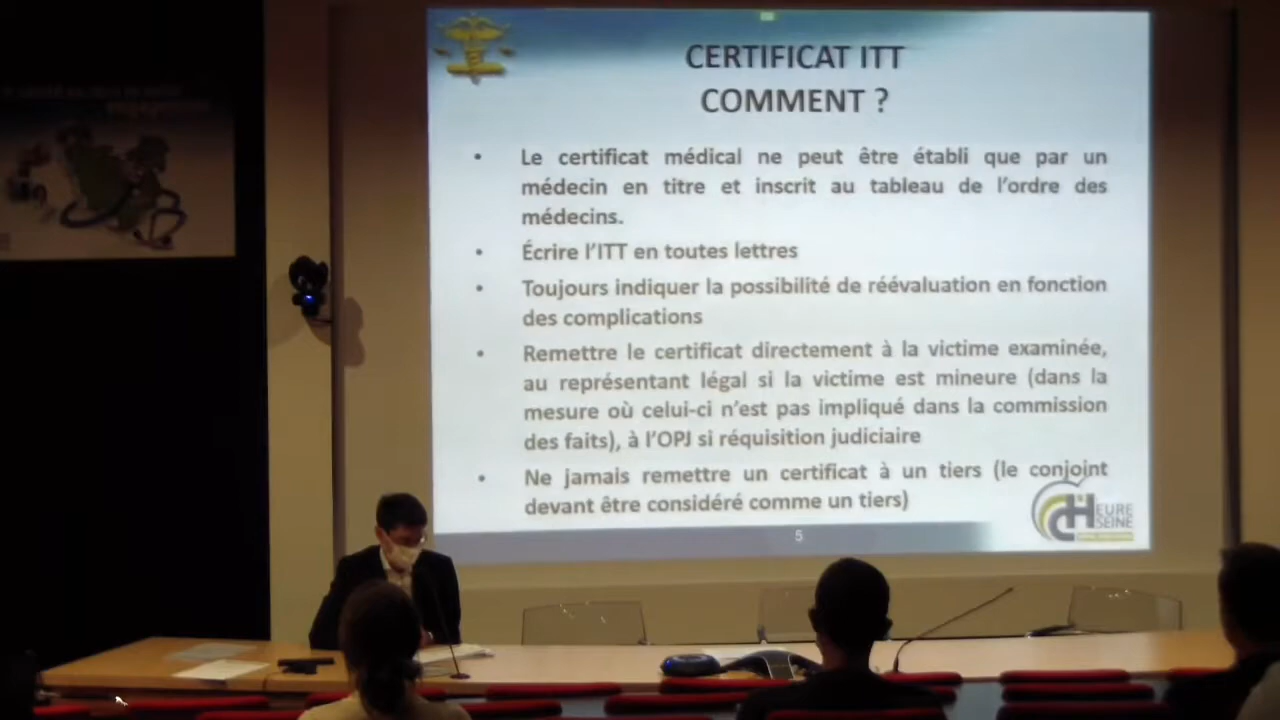 CERTIFICAT ITT
COMMENT ?
• Le certificat médical ne peut être établi que par un
médecin en titre et inscrit au tableau de l'ordre des
médecins.
• Écrire l'ITT en toutes lettres
• Toujours indiquer la possibilité de réévaluation en fonction
des complications
• Remettre le certificat directement à la victime examinée,
au représentant légal si la victime est mineure (dans la
mesure où celui-ci n'est pas impliqué dans la commission
des faits), à l'OPJ si réquisition judiciaire
• Ne jamais remettre un certificat à un tiers (le conjoint
devant être considéré comme un tiers)
CH EURE
SEINE
5